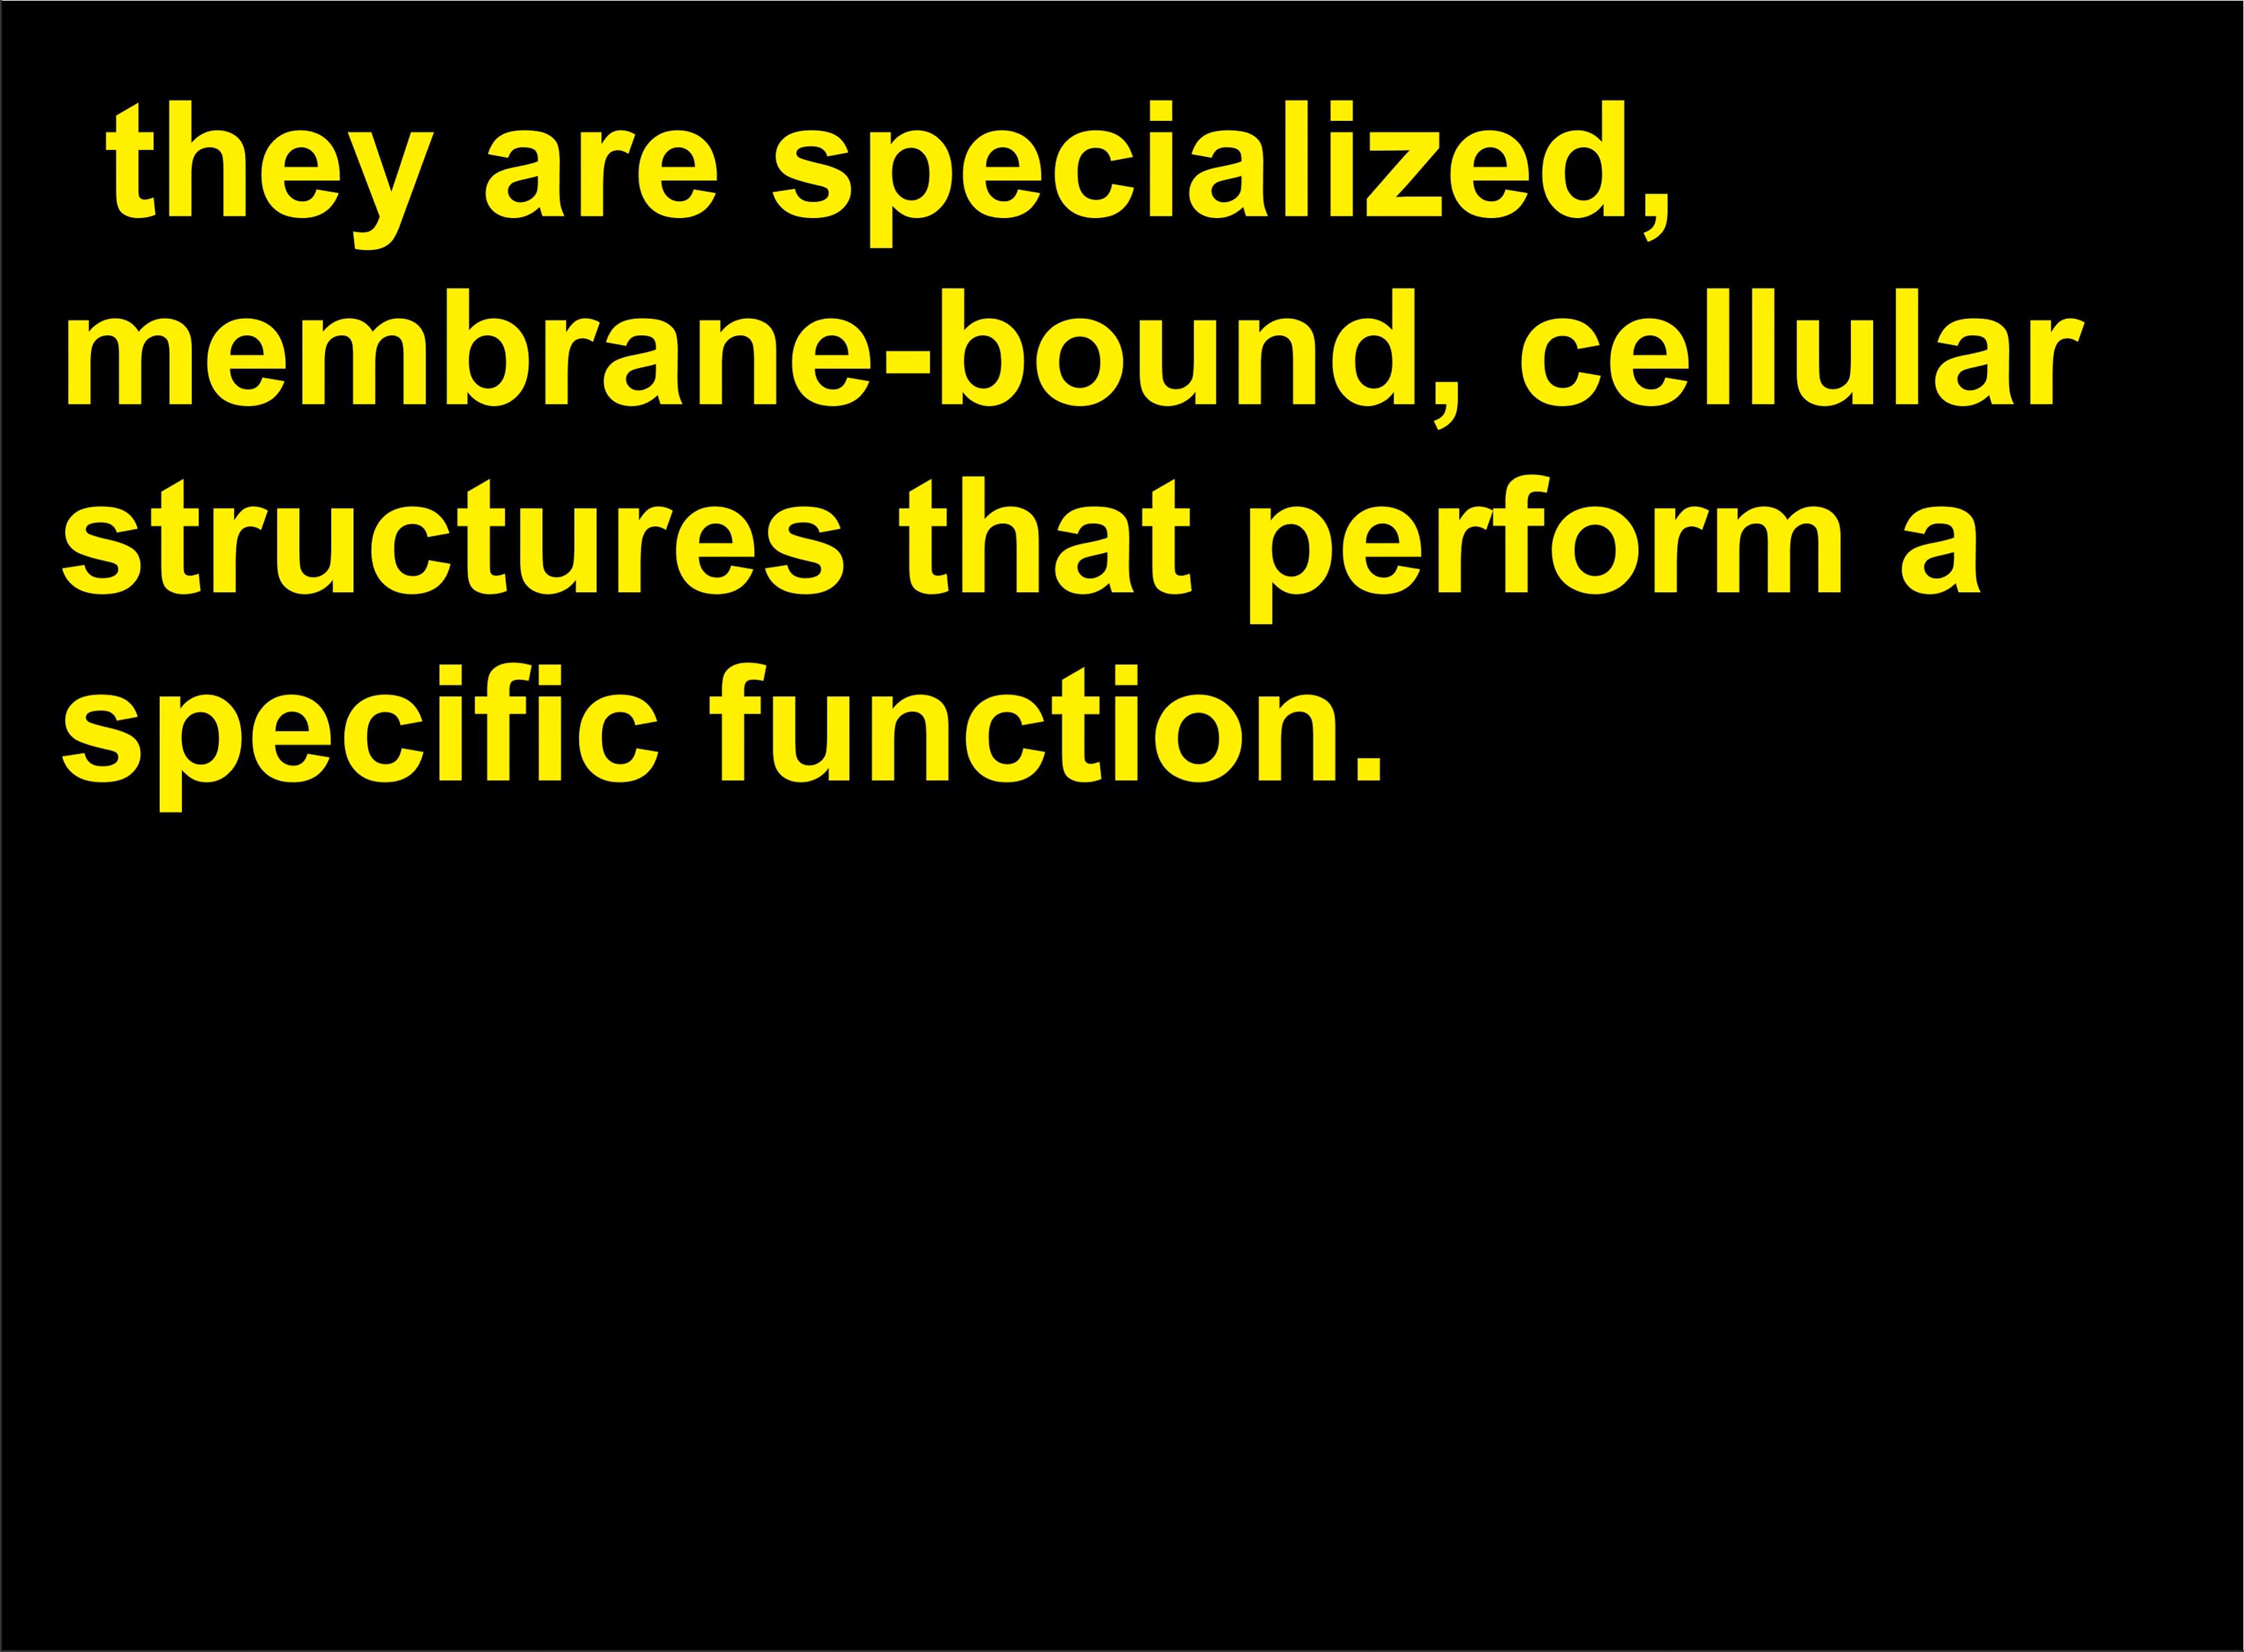 they are specialized,
membrane-bound, cellular
structures that perform a
specific function.